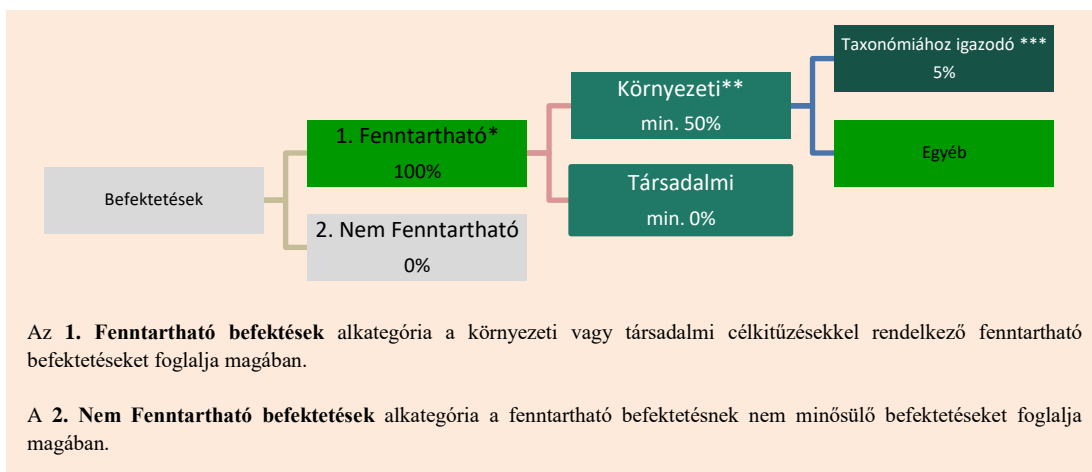 Taxonómiához igazodó ***
5%
Környezeti**
min. 50%
1. Fenntartható*
100%
Egyéb
Befektetések
Társadalmi
min. 0%
2. Nem Fenntartható
0%
Az 1. Fenntartható befektésék alkategória a környezeti vagy társadalmi célkitűzésekkel rendelkező fenntartható
befektetéseket foglalja magában.
A 2. Nem Fenntartható befektetések alkategória a fenntartható befektetésnek nem minősülő befektetéseket foglalja
magában.